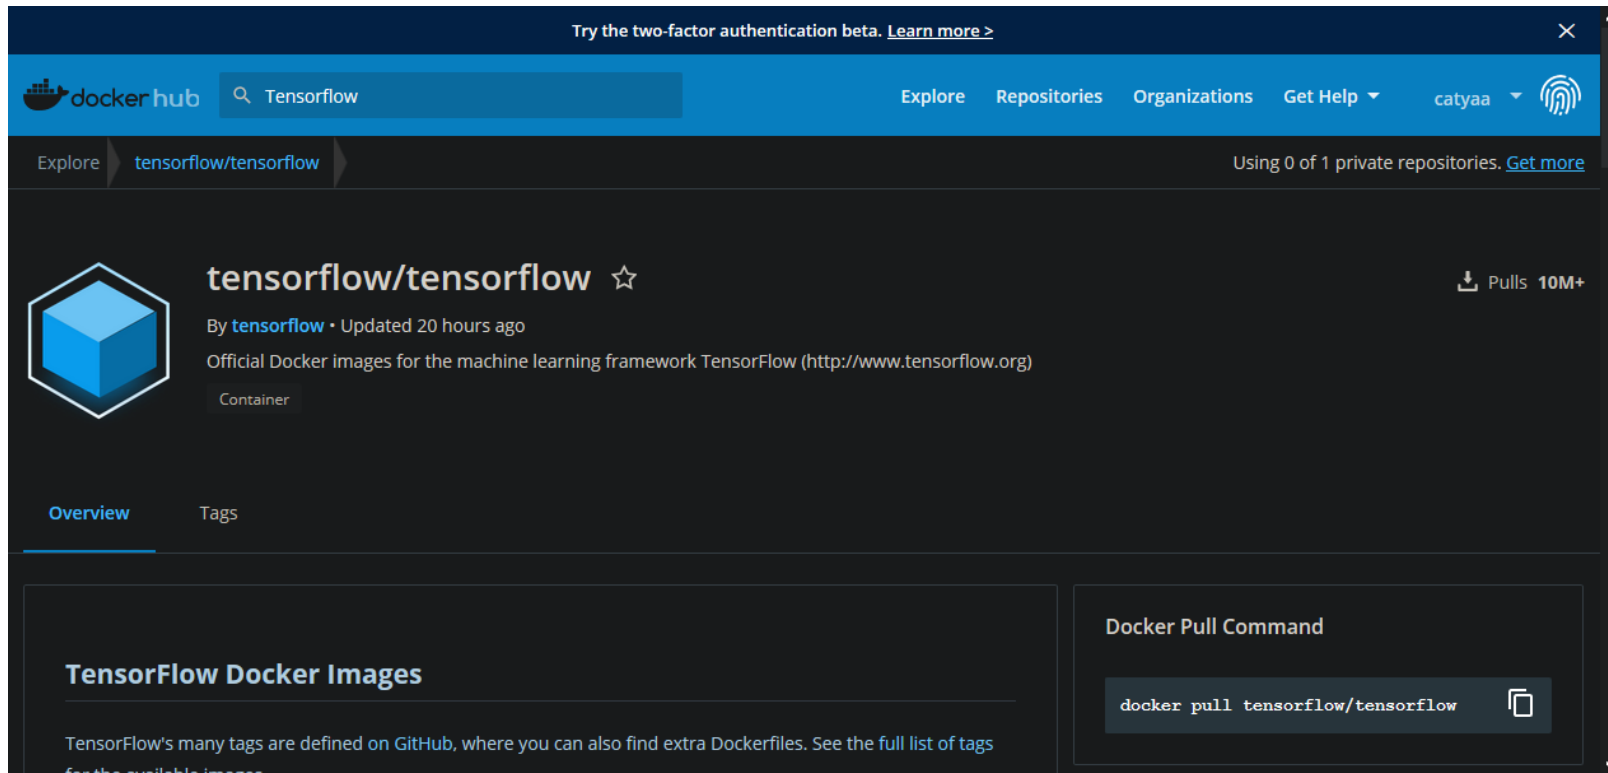 Try the two-factor authentication beta. Learn more >
docker hub
Tensorflow
Explore Repositories Organizations Get Help catyaa
Explore tensorflow/tensorflow
Using 0 of 1 private repositories. Get more
tensorflow/tensorflow
Pulls 10M+
By tensorflow • Updated 20 hours ago
Official Docker images for the machine learning framework TensorFlow (http://www.tensorflow.org)
Container
Overview Tags
TensorFlow Docker Images
TensorFlow's many tags are defined on GitHub, where you can also find extra Dockerfiles. See the full list of tags
for the available images
Docker Pull Command
docker pull tensorflow/tensorflow